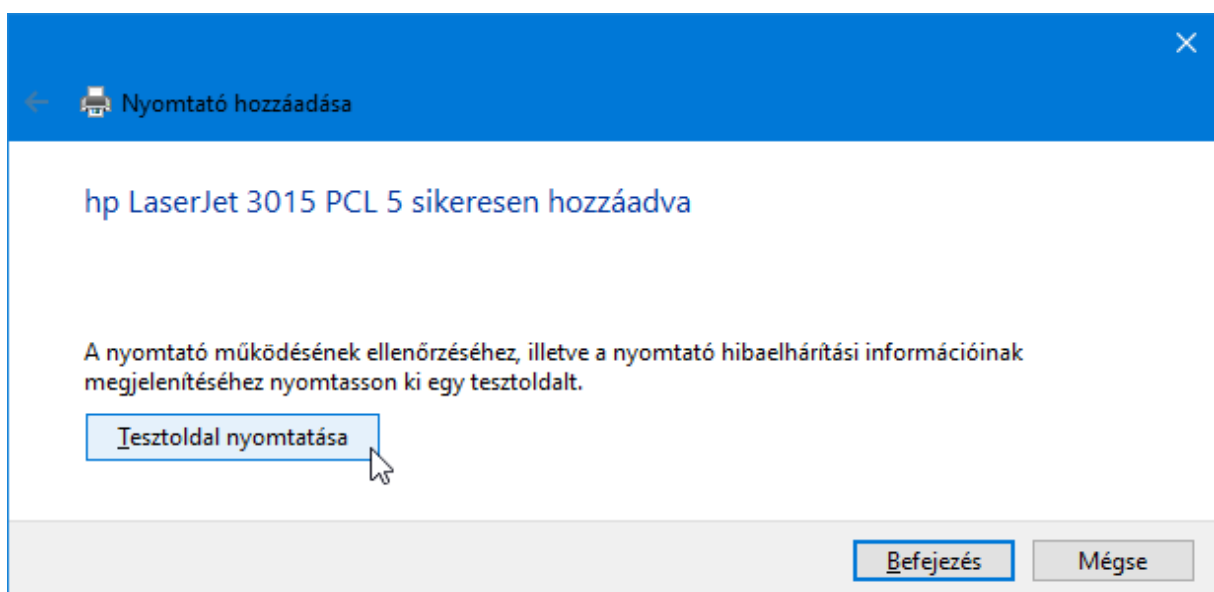 Nyomtató hozzáadása
hp LaserJet 3015 PCL 5 sikeresen hozzáadva
A nyomtató működésének ellenőrzéséhez, illetve a nyomtató hibaelhárítási információinak
megjelenítéséhez nyomtasson ki egy tesztoldalt.
Tesztoldal nyomtatása
Befejezés
Mégse